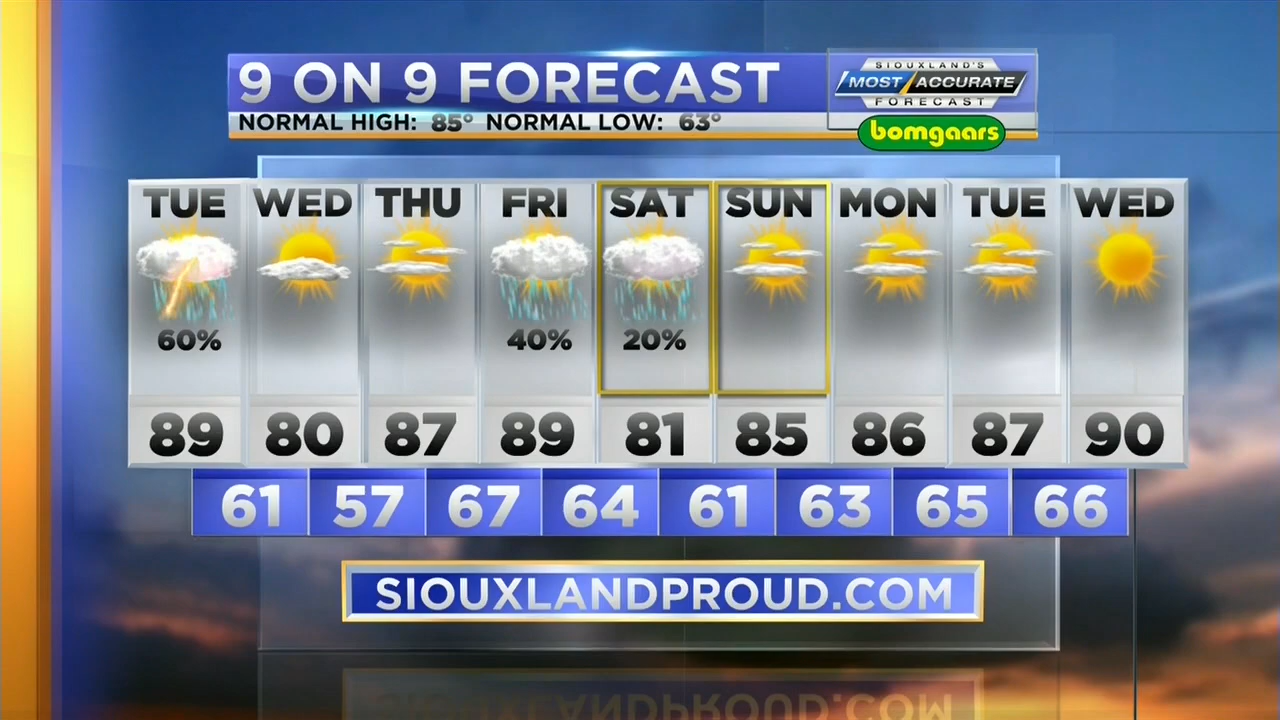 9 ON 9 FORECAST
SIOUXLAND'S
MOST ACCURATE
FORECAST
bomgaars
NORMAL HIGH: 85° NORMAL LOW: 63°
TUE WED THU FRI SAT SUN MON TUE WED
60% 40% 20%
89 80 87 89 81 85 86 87 90
61 57 67 64 61 63 65 66
SIOUXLANDPROUD.COM
SIOUXLANDPROUD.COM